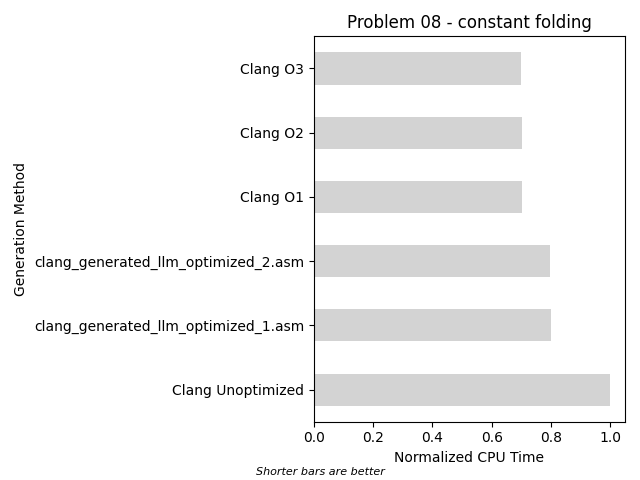 Problem 08 - constant folding
Generation Method
Clang O3
Clang O2
Clang O1
clang_generated_llm_optimized_2.asm
clang_generated_llm_optimized_1.asm
Clang Unoptimized
0.0 0.2 0.4 0.6 0.8 1.0
Normalized CPU Time
Shorter bars are better